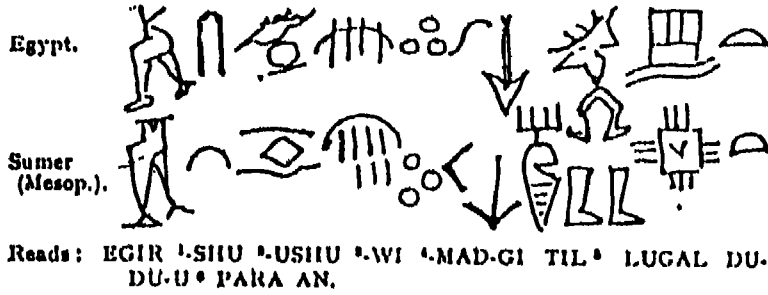 Egypt.
Sumer
(Mesop.).
Reads: EGIR ¹-SHU ²-USHU ³-WI ⁴-MAD-GI TIL ⁵ LUGAL DU-
DU-U ⁶ PARA AN.